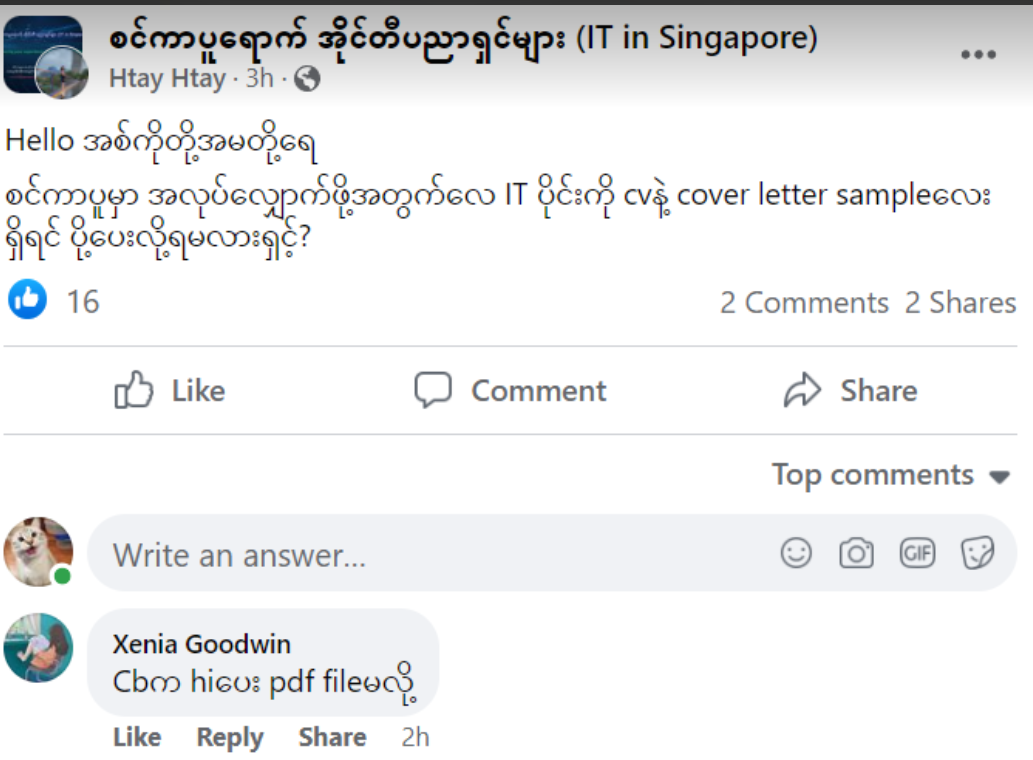 စင်ကာပူရောက် အိုင်တီပညာရှင်များ (IT in Singapore)
Htay Htay · 3h ·
Hello အစ်ကိုတို့အမတို့ရေ
စင်ကာပူမှာ အလုပ်လျှောက်ဖို့အတွက်လေ IT ပိုင်းကို cvနဲ့ cover letter sampleလေး
ရှိရင် ပို့ပေးလို့ရမလားရှင့်?
16
2 Comments 2 Shares
Like Comment Share
Top comments
Write an answer...
GIF
Xenia Goodwin
Cbက hiပေး pdf fileမလို့
Like Reply Share 2h